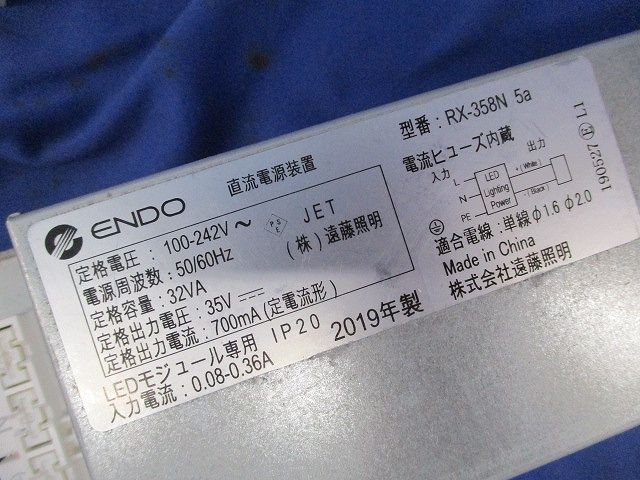 ENDO
直流電源装置
型番: RX-358N 5a
定格電圧: 100-242V～
電源周波数: 50/60Hz
定格容量: 32VA
定格出力電圧: 35V⎓
定格出力電流: 700mA(定電流形)
PSE
JET
(株)遠藤照明
LEDモジュール専用 IP20
入力電流: 0.08-0.36A
2019年製
電流ヒューズ内蔵
入力
出力
L
N
PE
LED
Lighting
Power
+ (White)
- (Black)
適合電線: 単線φ1.6 φ2.0
Made in China
株式会社遠藤照明
190527 L1